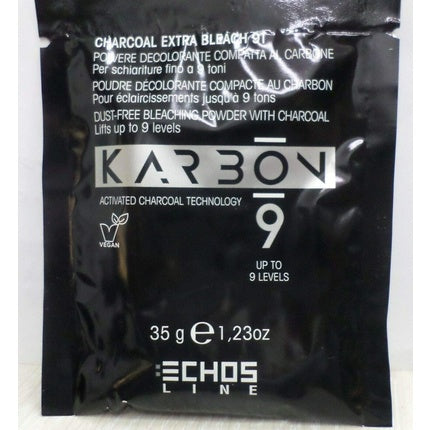 CHARCOAL EXTRA BLEACH 9T
POLVERE DECOLORANTE COMPATTA AL CARBONE
Per schiariture fino a 9 toni
POUDRE DÉCOLORANTE COMPACTE AU CHARBON
Pour éclaircissements jusqu'à 9 tons
DUST-FREE BLEACHING POWDER WITH CHARCOAL
Lifts up to 9 levels
KARBON
9
ACTIVATED CHARCOAL TECHNOLOGY
VEGAN
UP TO
9 LEVELS
35 g e 1,23oz
ECHOS
LINE